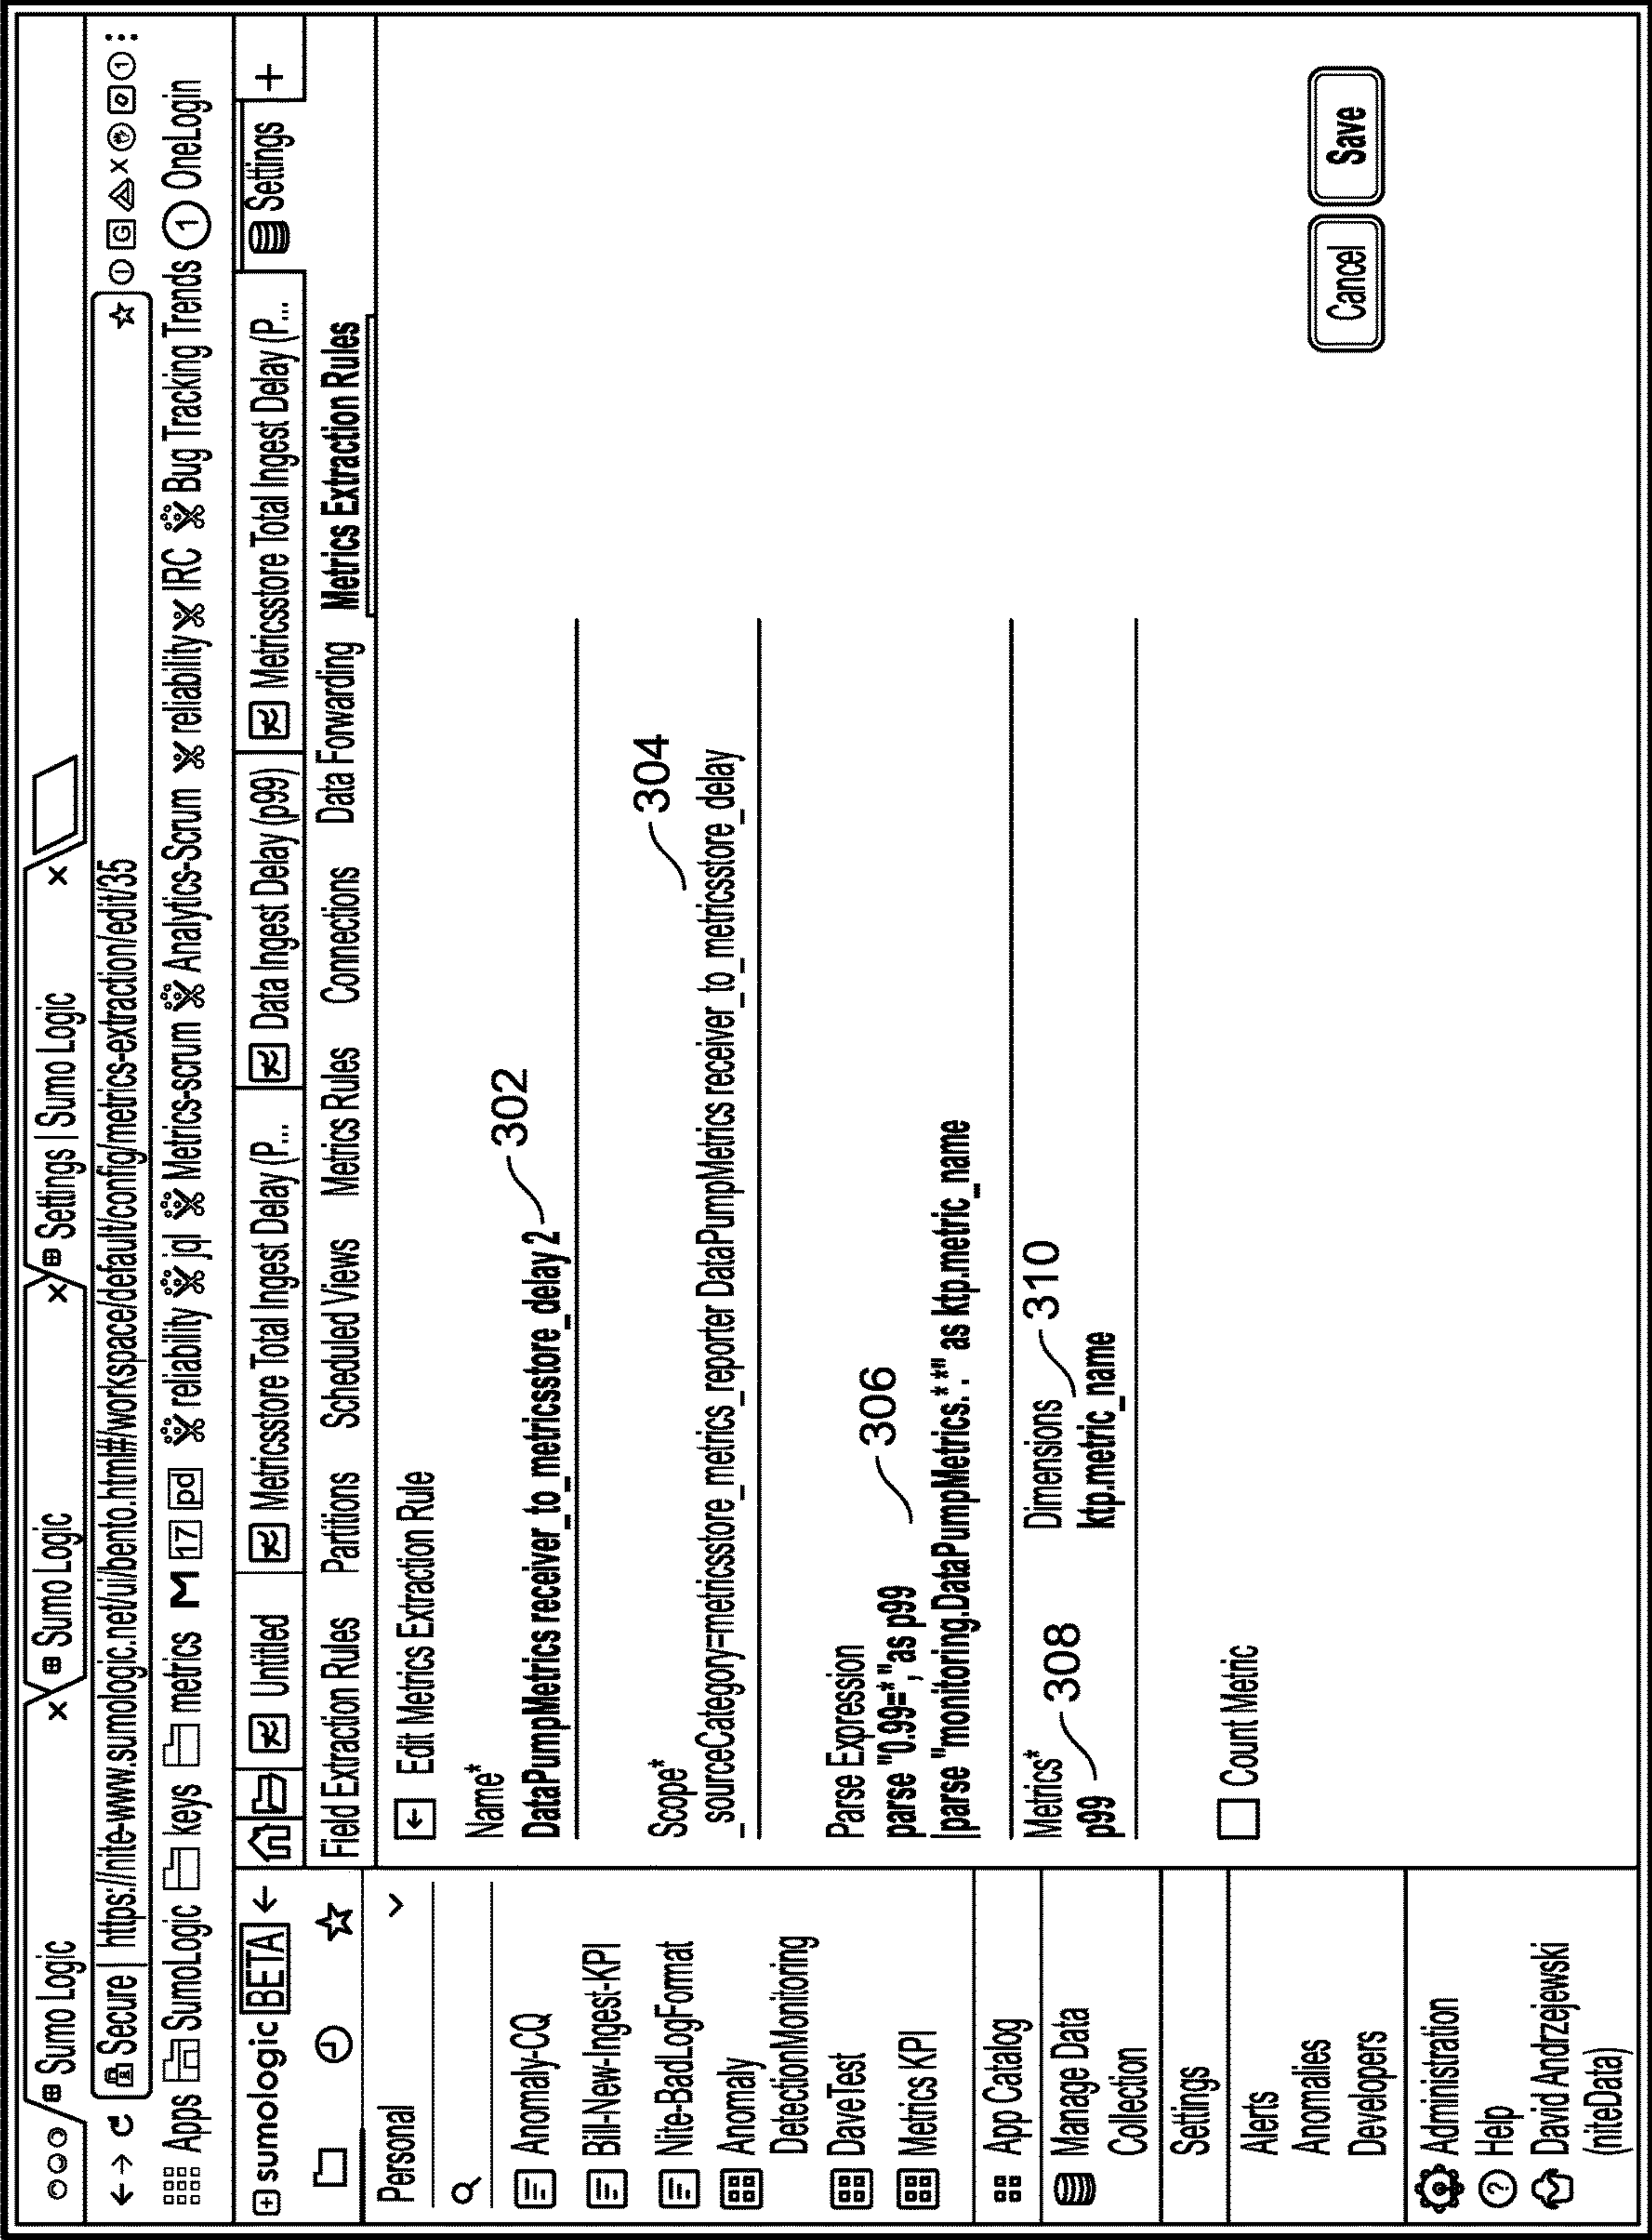 Sumo Logic × Sumo Logic × Settings | Sumo Logic ×
Secure | https://nite-www.sumologic.net/ui/bento.html#/workspace/default/config/metrics-extraction/edit/35
Apps SumoLogic keys metrics M 17 pd reliability jql Metrics-scrum Analytics-Scrum reliability IRC Bug Tracking Trends 1 OneLogin
sumologic BETA
Untitled Metricsstore Total Ingest Delay (P... Data Ingest Delay (p99) Metricsstore Total Ingest Delay (P... Settings +
Field Extraction Rules Partitions Scheduled Views Metrics Rules Connections Data Forwarding Metrics Extraction Rules
Personal
Anomaly-CQ
Bill-New-Ingest-KPI
Nite-BadLogFormat
Anomaly
DetectionMonitoring
DaveTest
Metrics KPI
App Catalog
Manage Data
Collection
Settings
Alerts
Anomalies
Developers
Administration
Help
David Andrzejewski
(niteData)
Edit Metrics Extraction Rule
Name*
DataPumpMetrics receiver_to_metricsstore_delay 2
302
Scope*
304
_sourceCategory=metricsstore_metrics_reporter DataPumpMetrics receiver_to_metricsstore_delay
Parse Expression
306
parse "0.99=*", as p99
|parse "monitoring.DataPumpMetrics.*.*" as ktp.metric_name
Metrics* 308 Dimensions 310
p99 ktp.metric_name
Count Metric
Cancel Save